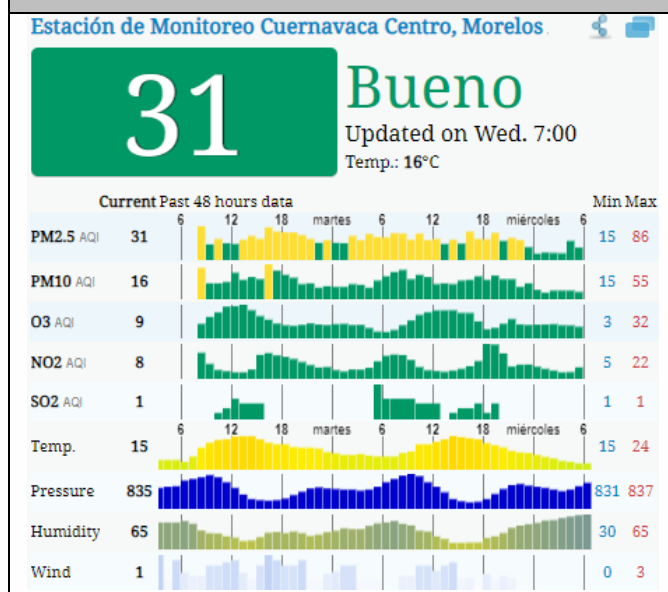 Estación de Monitoreo Cuernavaca Centro, Morelos.
31
Bueno
Updated on Wed. 7:00
Temp.: 16°C
Current Past 48 hours data Min Max
6 12 18 martes 6 12 18 miércoles 6
PM2.5 AQI 31 15 86
PM10 AQI 16 15 55
O3 AQI 9 3 32
NO2 AQI 8 5 22
SO2 AQI 1 1 1
6 12 18 martes 6 12 18 miércoles 6
Temp. 15 15 24
Pressure 835 831 837
Humidity 65 30 65
Wind 1 0 3